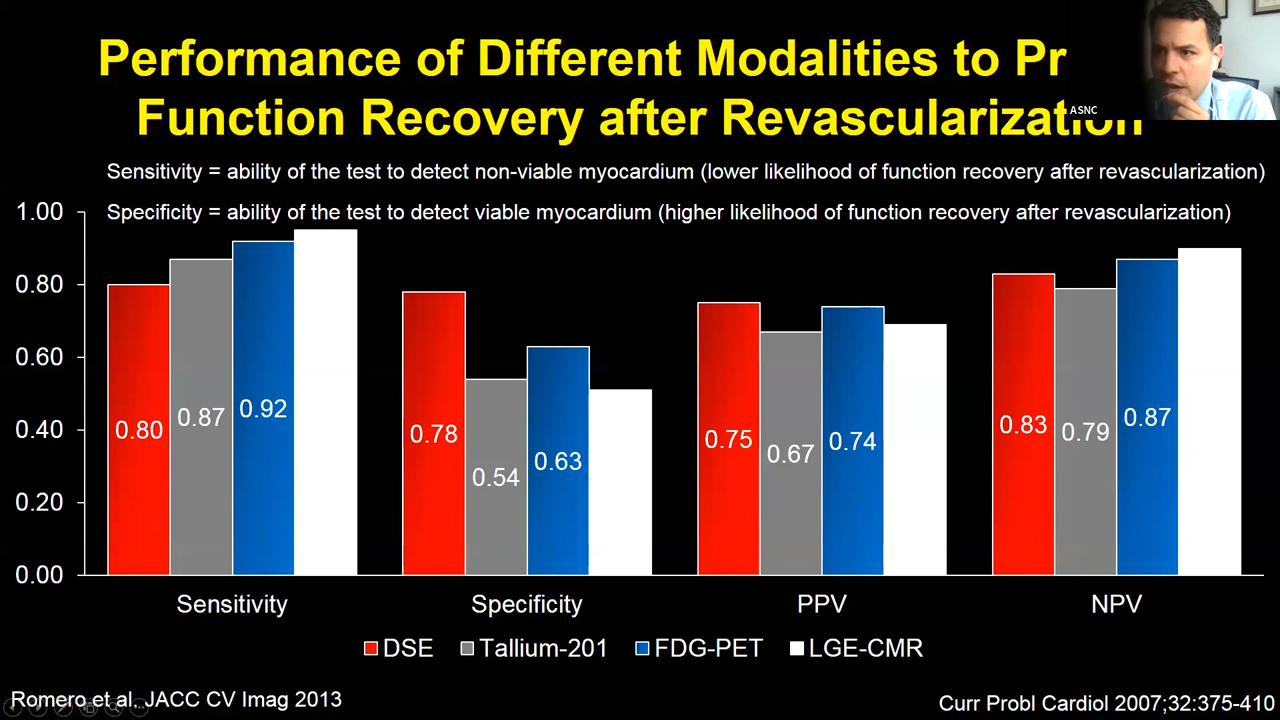 Performance of Different Modalities to Pr
Function Recovery after Revascularization
ASNC
Sensitivity = ability of the test to detect non-viable myocardium (lower likelihood of function recovery after revascularization)
Specificity = ability of the test to detect viable myocardium (higher likelihood of function recovery after revascularization)
1.00
0.80
0.60
0.40
0.20
0.00
0.80 0.87 0.92
0.78 0.54 0.63
0.75 0.67 0.74
0.83 0.79 0.87
Sensitivity Specificity PPV NPV
DSE Tallium-201 FDG-PET LGE-CMR
Romero et al. JACC CV Imag 2013
Curr Probl Cardiol 2007;32:375-410